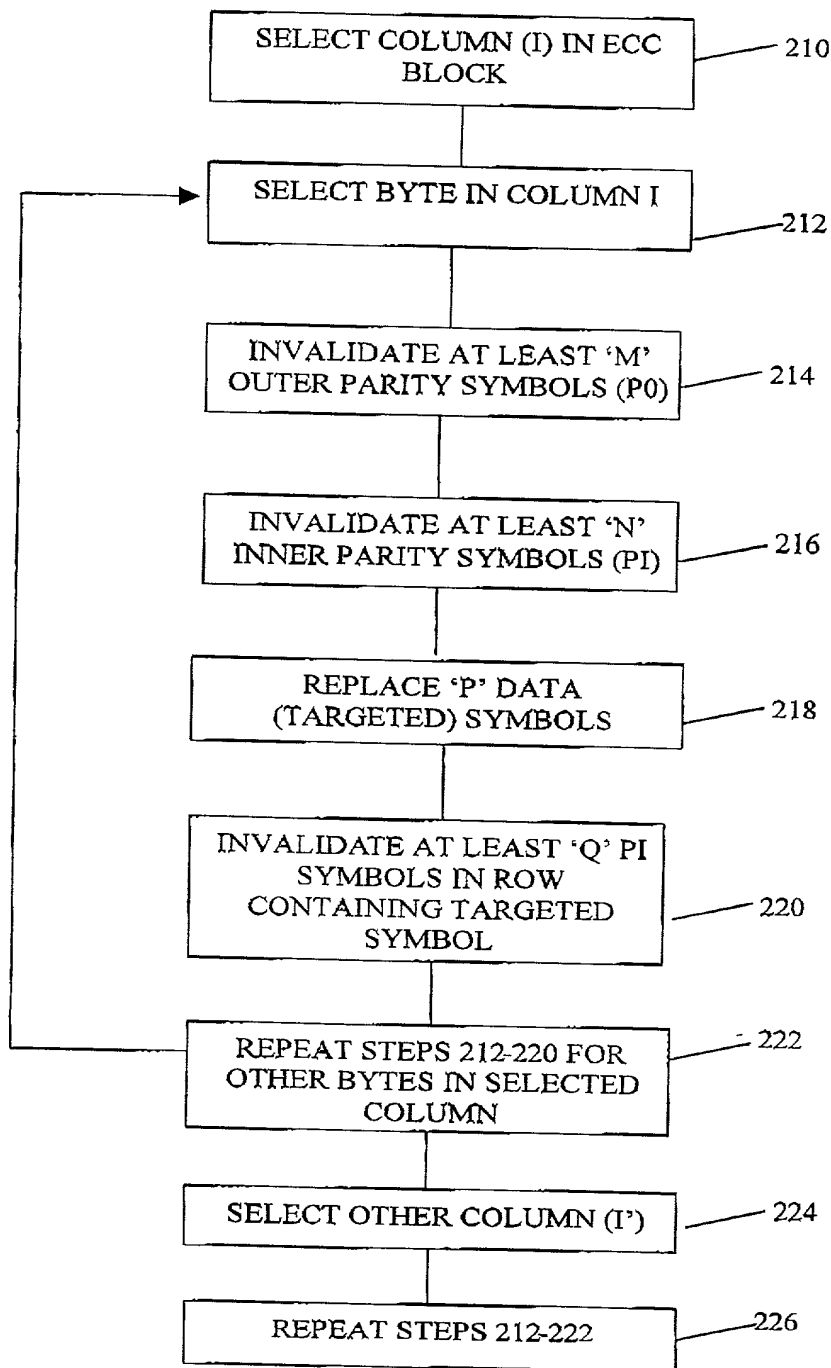 SELECT COLUMN (I) IN ECC
BLOCK
210
SELECT BYTE IN COLUMN I
212
INVALIDATE AT LEAST ‘M’
OUTER PARITY SYMBOLS (P0)
214
INVALIDATE AT LEAST ‘N’
INNER PARITY SYMBOLS (PI)
216
REPLACE ‘P’ DATA
(TARGETED) SYMBOLS
218
INVALIDATE AT LEAST ‘Q’ PI
SYMBOLS IN ROW
CONTAINING TARGETED
SYMBOL
220
REPEAT STEPS 212-220 FOR
OTHER BYTES IN SELECTED
COLUMN
222
SELECT OTHER COLUMN (I’)
224
REPEAT STEPS 212-222
226